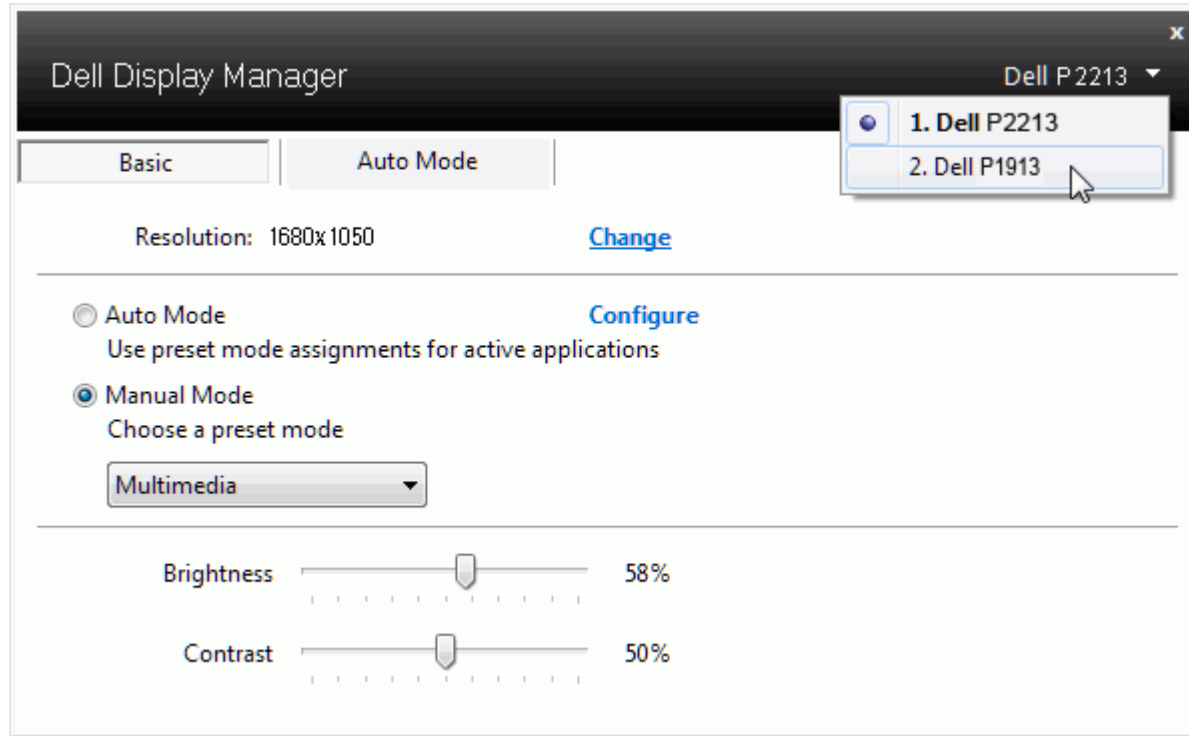 x
Dell Display Manager
Dell P2213
1. Dell P2213
2. Dell P1913
Basic
Auto Mode
Resolution: 1680x1050
Change
Auto Mode
Configure
Use preset mode assignments for active applications
Manual Mode
Choose a preset mode
Multimedia
Brightness
58%
Contrast
50%